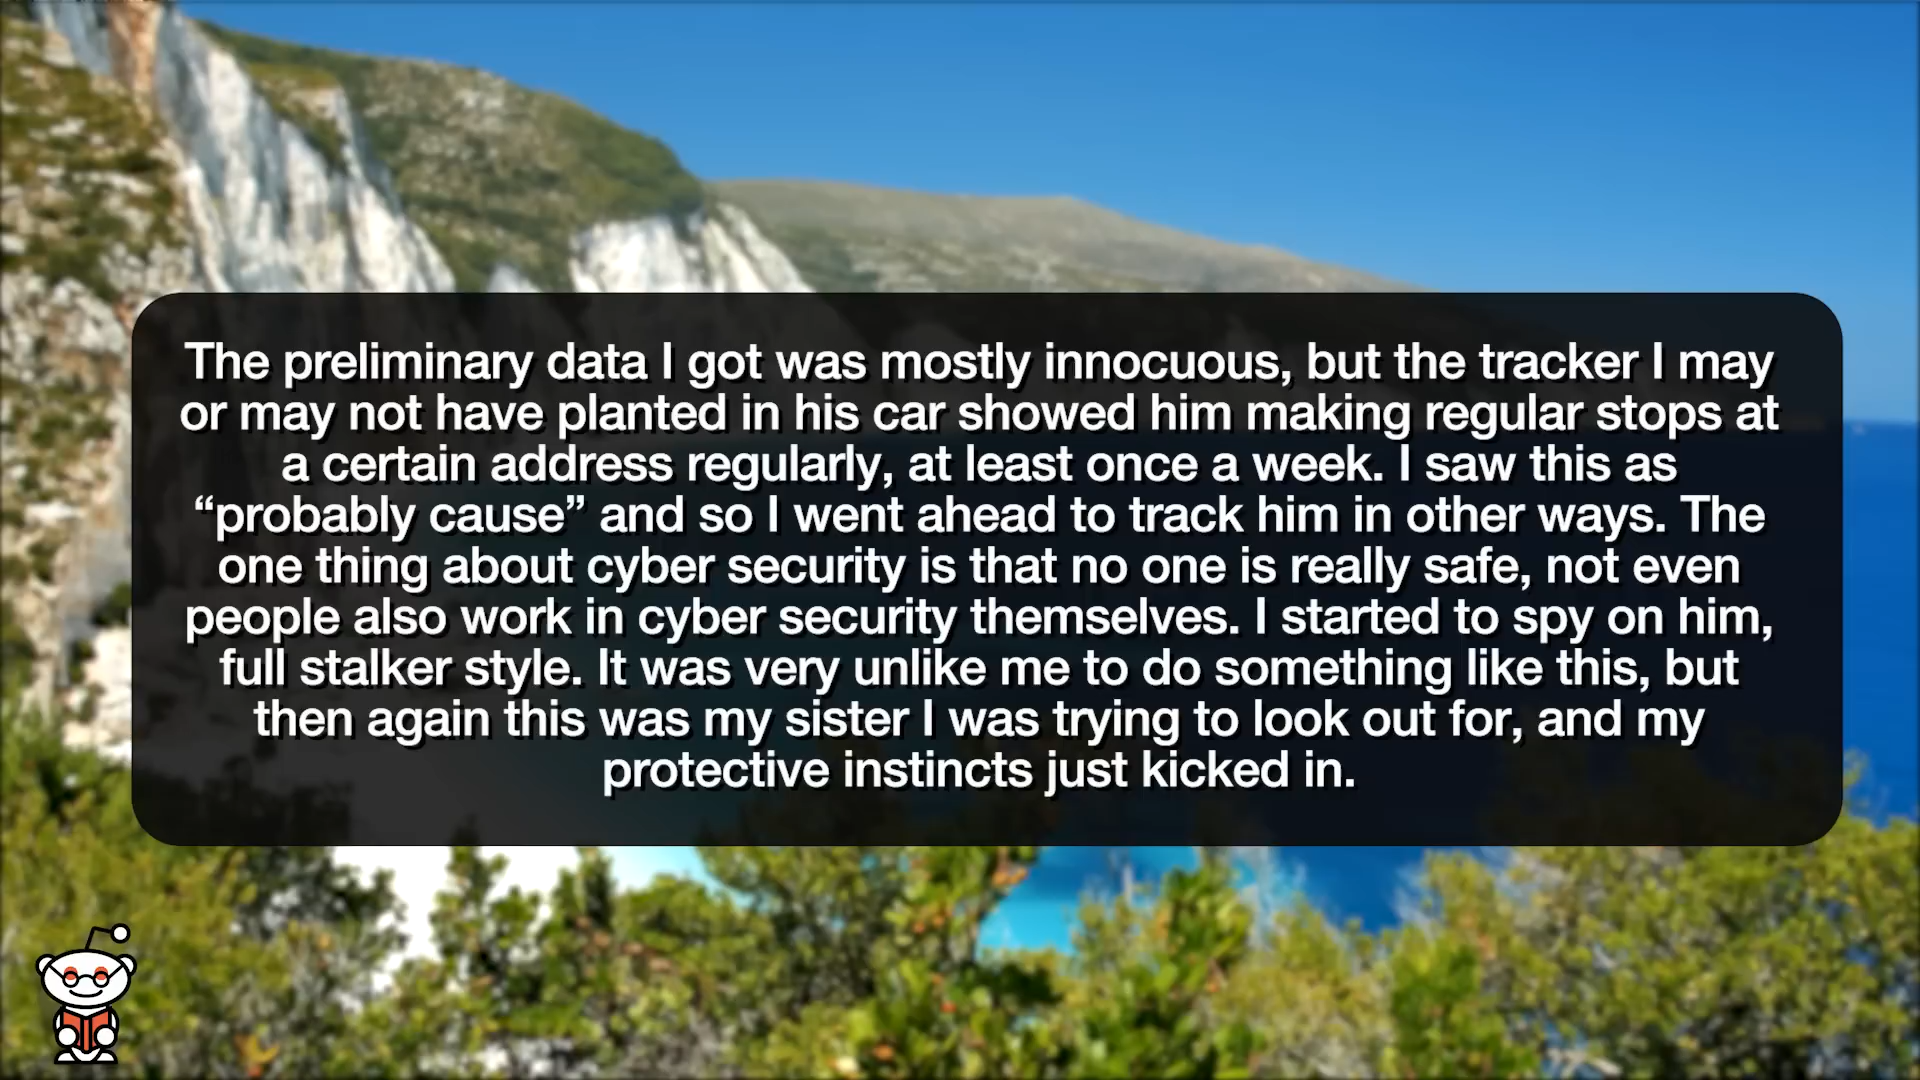 The preliminary data I got was mostly innocuous, but the tracker I may
or may not have planted in his car showed him making regular stops at
a certain address regularly, at least once a week. I saw this as
“probably cause” and so I went ahead to track him in other ways. The
one thing about cyber security is that no one is really safe, not even
people also work in cyber security themselves. I started to spy on him,
full stalker style. It was very unlike me to do something like this, but
then again this was my sister I was trying to look out for, and my
protective instincts just kicked in.